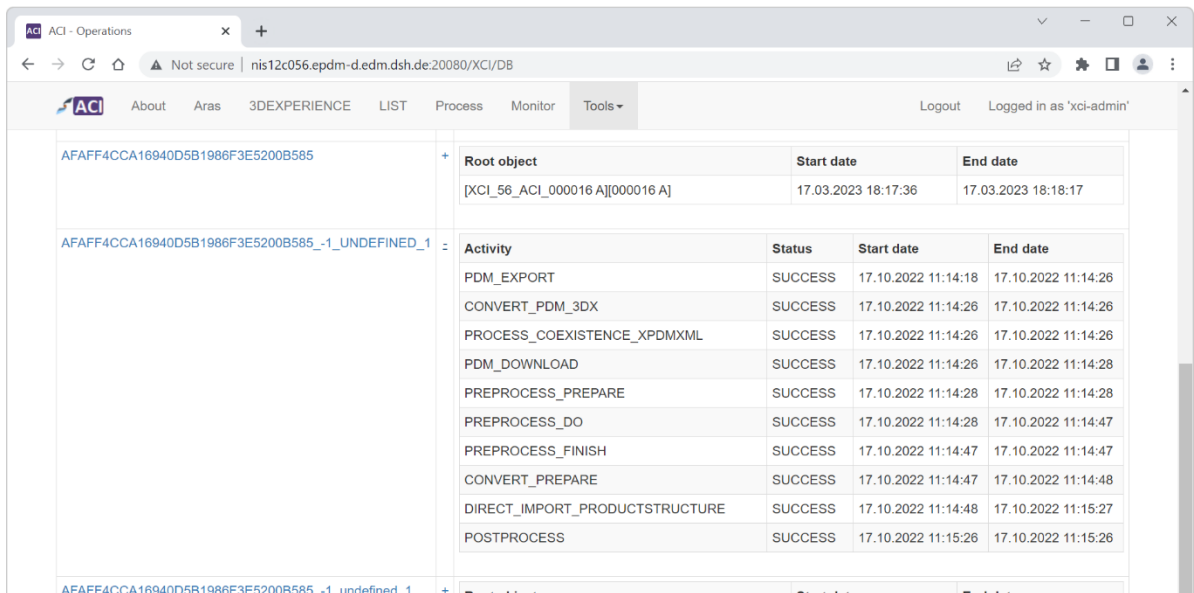 ACI ACI - Operations
Not secure nis12c056.epdm-d.edm.dsh.de:20080/XCI/DB
ACI About Aras 3DEXPERIENCE LIST Process Monitor Tools Logout Logged in as 'xci-admin'
AFAFF4CCA16940D5B1986F3E5200B585 + Root object Start date End date
[XCI_56_ACI_000016 A][000016 A] 17.03.2023 18:17:36 17.03.2023 18:18:17
AFAFF4CCA16940D5B1986F3E5200B585_-1_UNDEFINED_1 - Activity Status Start date End date
PDM_EXPORT SUCCESS 17.10.2022 11:14:18 17.10.2022 11:14:26
CONVERT_PDM_3DX SUCCESS 17.10.2022 11:14:26 17.10.2022 11:14:26
PROCESS_COEXISTENCE_XPDMXML SUCCESS 17.10.2022 11:14:26 17.10.2022 11:14:26
PDM_DOWNLOAD SUCCESS 17.10.2022 11:14:26 17.10.2022 11:14:28
PREPROCESS_PREPARE SUCCESS 17.10.2022 11:14:28 17.10.2022 11:14:28
PREPROCESS_DO SUCCESS 17.10.2022 11:14:28 17.10.2022 11:14:47
PREPROCESS_FINISH SUCCESS 17.10.2022 11:14:47 17.10.2022 11:14:47
CONVERT_PREPARE SUCCESS 17.10.2022 11:14:47 17.10.2022 11:14:48
DIRECT_IMPORT_PRODUCTSTRUCTURE SUCCESS 17.10.2022 11:14:48 17.10.2022 11:15:27
POSTPROCESS SUCCESS 17.10.2022 11:15:26 17.10.2022 11:15:26
AFAFF4CCA16940D5B1986F3E5200B585_-1_undefined_1 +